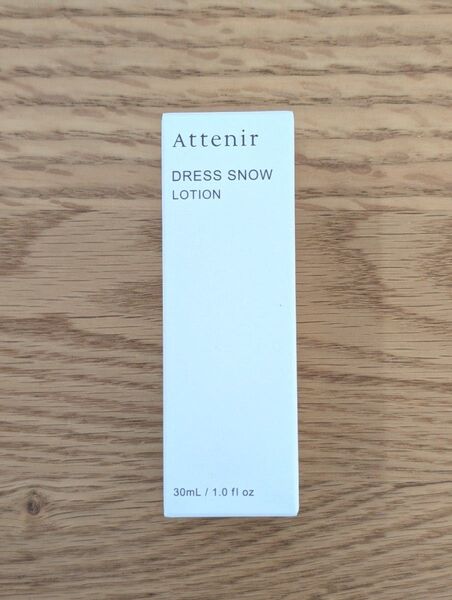 Attenir
DRESS SNOW
LOTION
30mL / 1.0 fl oz